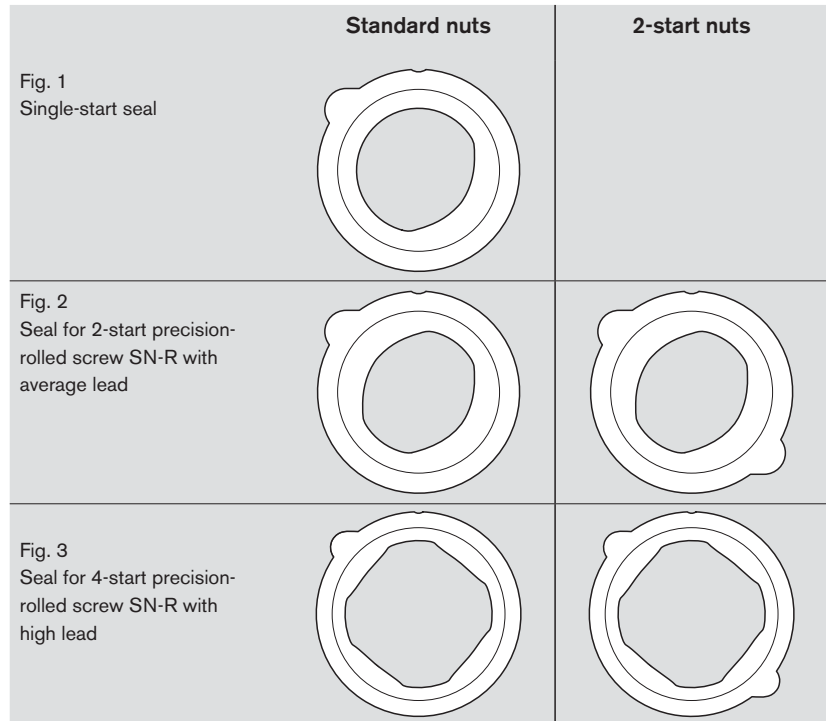 Standard nuts
2-start nuts
Fig. 1
Single-start seal
Fig. 2
Seal for 2-start precision-
rolled screw SN-R with
average lead
Fig. 3
Seal for 4-start precision-
rolled screw SN-R with
high lead